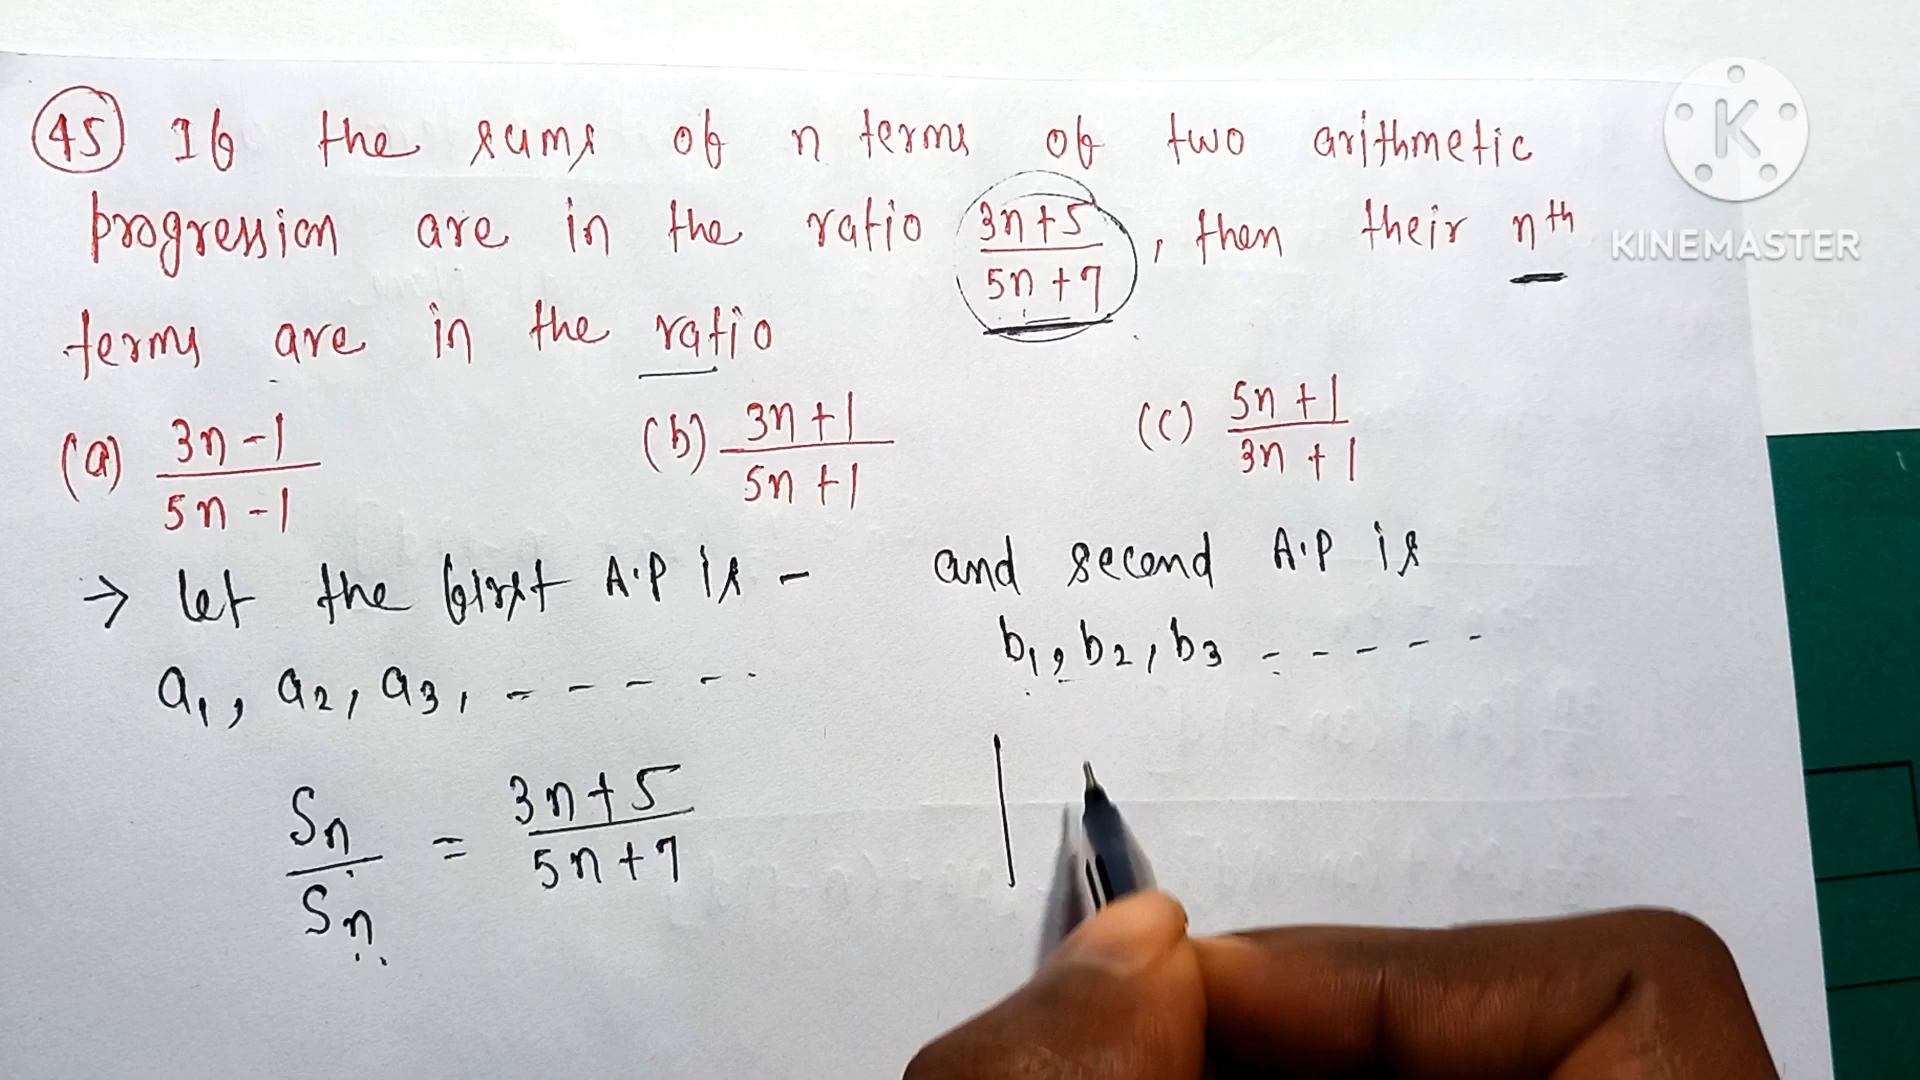 (45) If the sums of n terms of two arithmetic
progression are in the ratio (3n+5)/(5n+7), then their nth
terms are in the ratio
(a) (3n-1)/(5n-1) (b) (3n+1)/(5n+1) (c) (5n+1)/(3n+1)
→ let the first A.P is - and second A.P is
a1, a2, a3, ----- b1, b2, b3 -----
Sn/Sn = (3n+5)/(5n+7)
K
KINEMASTER